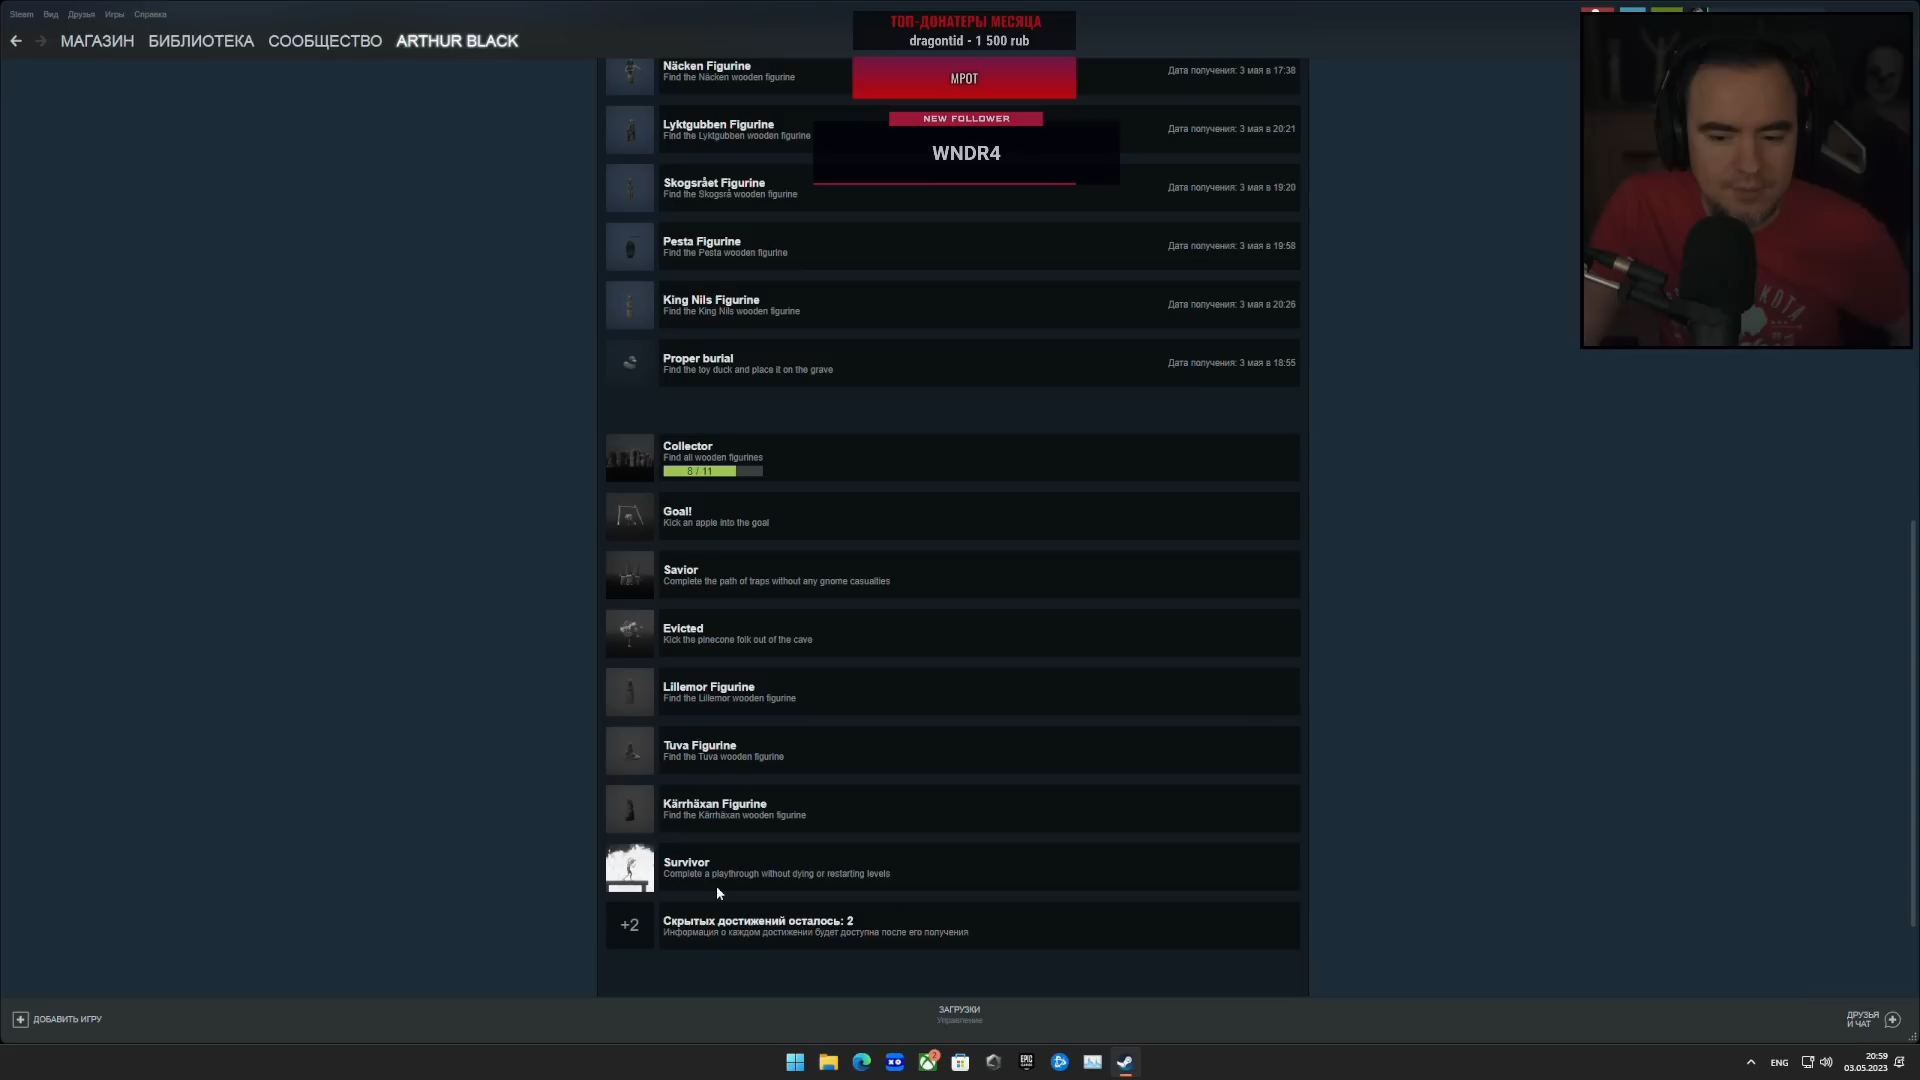 Steam Вид Друзья Игры Справка
МАГАЗИН БИБЛИОТЕКА СООБЩЕСТВО ARTHUR BLACK
ТОП-ДОНАТЕРЫ МЕСЯЦА
dragontid - 1 500 rub
МРОТ
NEW FOLLOWER
WNDR4
Näcken Figurine
Find the Näcken wooden figurine
Дата получения: 3 мая в 17:38
Lyktgubben Figurine
Find the Lyktgubben wooden figurine
Дата получения: 3 мая в 20:21
Skogsrået Figurine
Find the Skogsrå wooden figurine
Дата получения: 3 мая в 19:20
Pesta Figurine
Find the Pesta wooden figurine
Дата получения: 3 мая в 19:58
King Nils Figurine
Find the King Nils wooden figurine
Дата получения: 3 мая в 20:26
Proper burial
Find the toy duck and place it on the grave
Дата получения: 3 мая в 18:55
Collector
Find all wooden figurines
8 / 11
Goal!
Kick an apple into the goal
Savior
Complete the path of traps without any gnome casualties
Evicted
Kick the pinecone folk out of the cave
Lillemor Figurine
Find the Lillemor wooden figurine
Tuva Figurine
Find the Tuva wooden figurine
Kärrhäxan Figurine
Find the Kärrhäxan wooden figurine
Survivor
Complete a playthrough without dying or restarting levels
+2
Скрытых достижений осталось: 2
Информация о каждом достижении будет доступна после его получения
ДОБАВИТЬ ИГРУ
ЗАГРУЗКИ
Управление
ДРУЗЬЯ
И ЧАТ
EPIC
2
ENG
20:59
03.05.2023